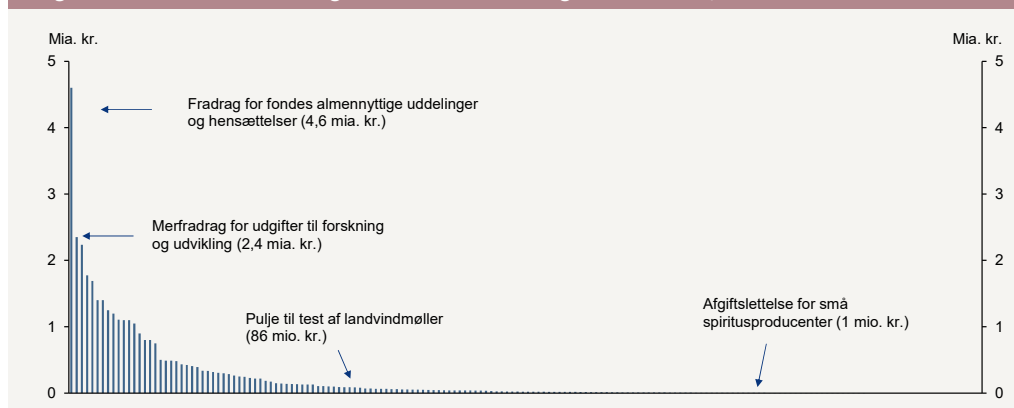 Mia. kr.
Mia. kr.
5
5
Fradrag for fondes almennyttige uddelinger
og hensættelser (4,6 mia. kr.)
4
4
3
3
Merfradrag for udgifter til forskning
og udvikling (2,4 mia. kr.)
2
2
Pulje til test af landvindmøller
(86 mio. kr.)
Afgiftslettelse for små
spiritusproducenter (1 mio. kr.)
1
1
0
0